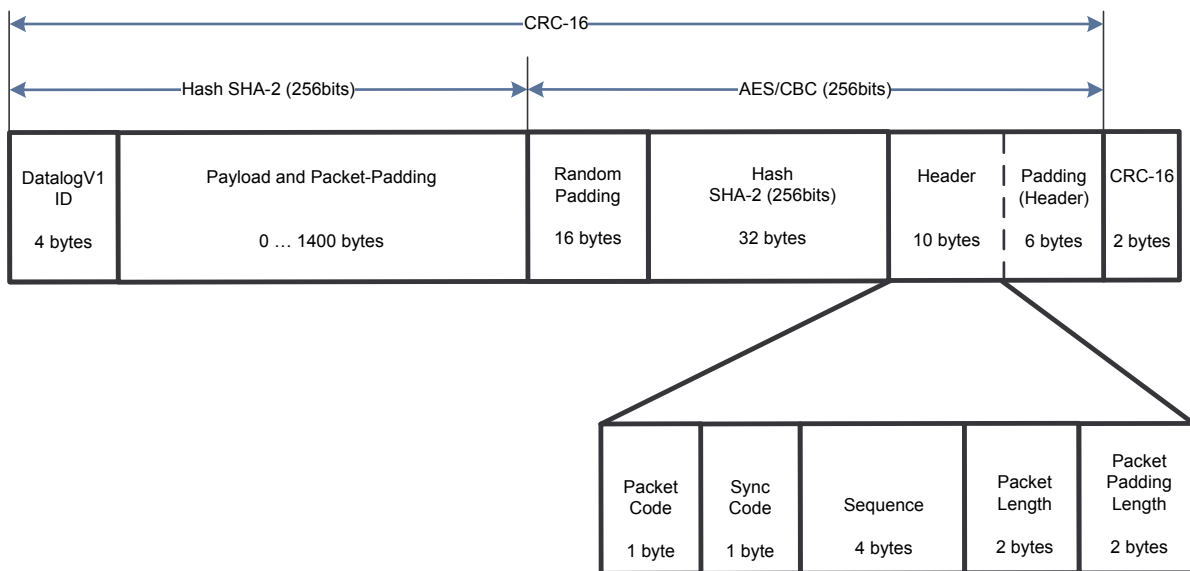 CRC-16
Hash SHA-2 (256bits)
AES/CBC (256bits)
DatalogV1
ID
4 bytes
Payload and Packet-Padding
0 … 1400 bytes
Random
Padding
16 bytes
Hash
SHA-2 (256bits)
32 bytes
Header
10 bytes
Padding
(Header)
6 bytes
CRC-16
2 bytes
Packet
Code
1 byte
Sync
Code
1 byte
Sequence
4 bytes
Packet
Length
2 bytes
Packet
Padding
Length
2 bytes